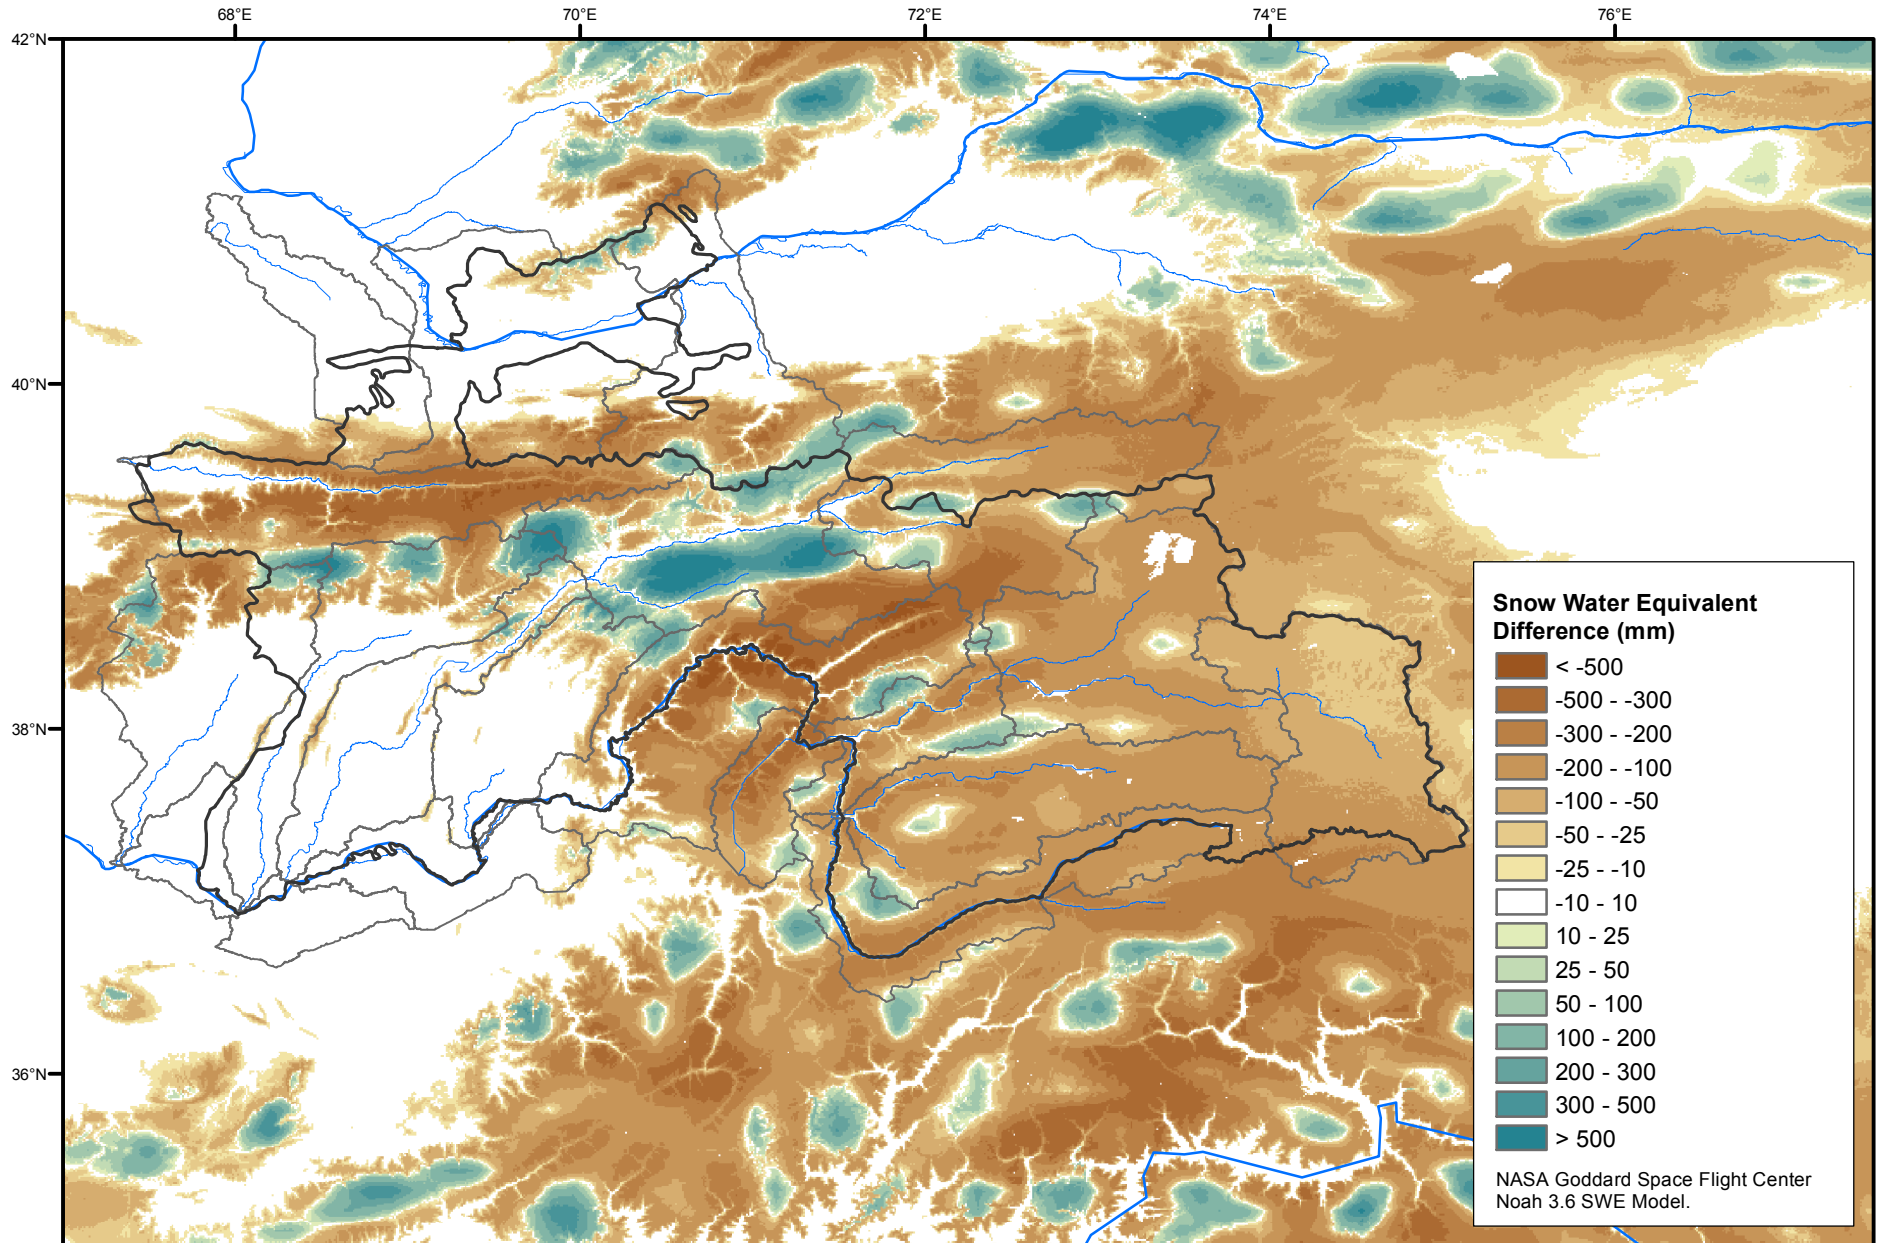 68°E
70°E
72°E
74°E
76°E
42°N
40°N
38°N
36°N
Snow Water Equivalent
Difference (mm)
< -500
-500 - -300
-300 - -200
-200 - -100
-100 - -50
-50 - -25
-25 - -10
-10 - 10
10 - 25
25 - 50
50 - 100
100 - 200
200 - 300
300 - 500
> 500
NASA Goddard Space Flight Center
Noah 3.6 SWE Model.